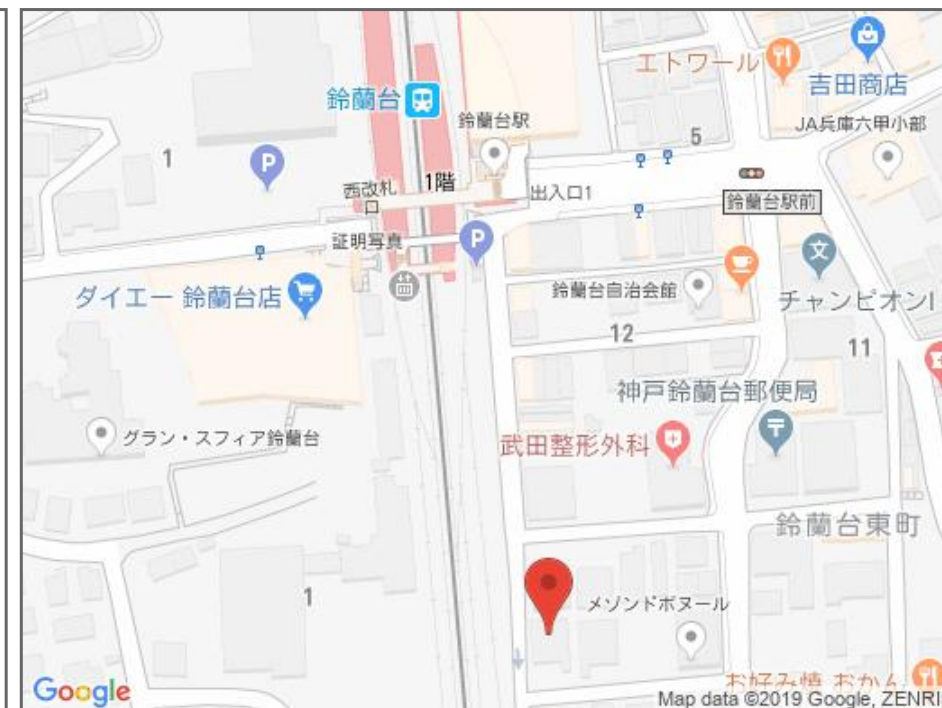 エトワール
吉田商店
鈴蘭台
鈴蘭台駅
JA兵庫六甲小部
5
P
1
1階
西改札
口
出入口1
鈴蘭台駅前
証明写真
P
文
ダイエー 鈴蘭台店
鈴蘭台自治会館
チャンピオンI
12
11
神戸鈴蘭台郵便局
グラン・スフィア鈴蘭台
武田整形外科
鈴蘭台東町
1
メゾンドボヌール
お好み焼 おかん
Google
Map data ©2019 Google, ZENRI